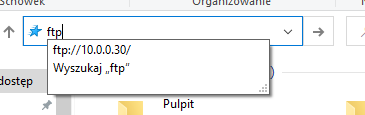 Schowek
Organizowanie
ftp
ftp://10.0.0.30/
Wyszukaj „ftp”
dostęp
Pulpit